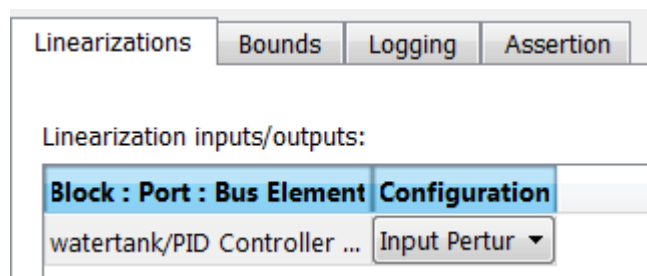 Linearizations Bounds Logging Assertion
Linearization inputs/outputs:
Block : Port : Bus Element Configuration
watertank/PID Controller ... Input Pertur